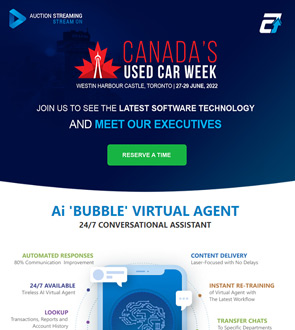 AUCTION STREAMING
STREAM ON
CANADA'S
USED CAR WEEK
WESTIN HARBOUR CASTLE, TORONTO | 27-29 JUNE, 2022
JOIN US TO SEE THE LATEST SOFTWARE TECHNOLOGY
AND MEET OUR EXECUTIVES
RESERVE A TIME
Ai 'BUBBLE' VIRTUAL AGENT
24/7 CONVERSATIONAL ASSISTANT
AUTOMATED RESPONSES
80% Communication Improvement
CONTENT DELIVERY
Laser-Focused with No Delays
24/7 AVAILABLE
Tireless AI Virtual Agent
INSTANT RE-TRAINING
of Virtual Agent with
The Latest Workflow
LOOKUP
Transactions, Reports and
Account History
TRANSFER CHATS
To Specific Departments